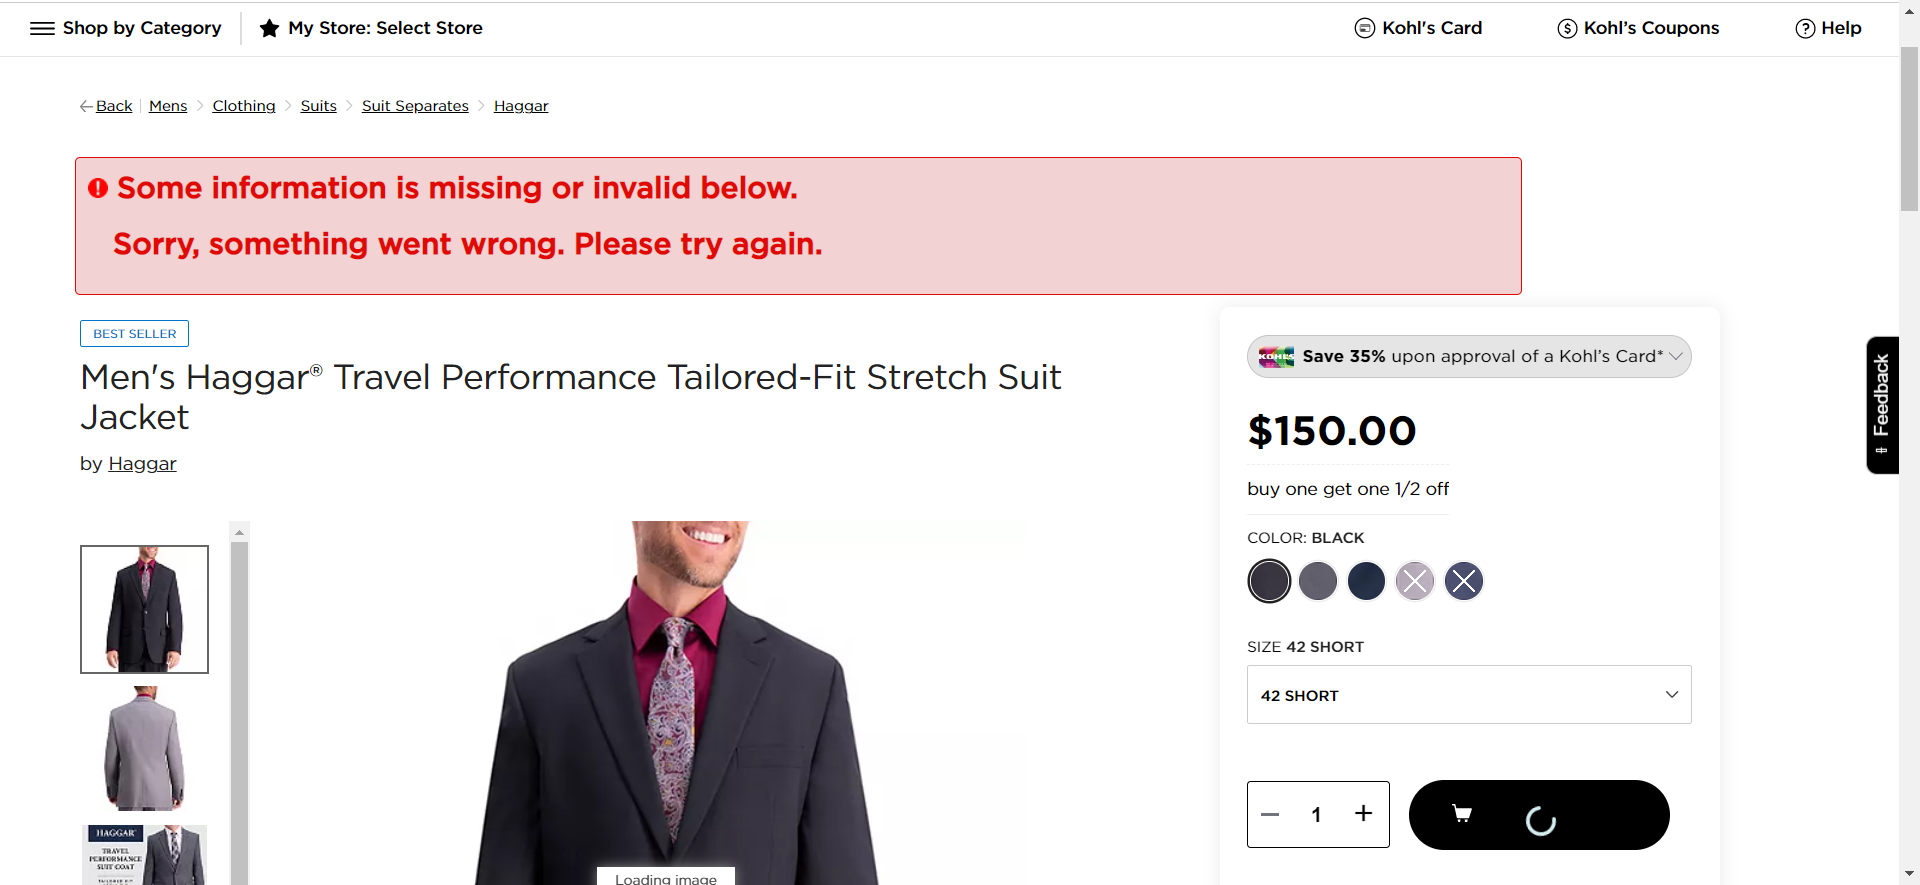 Shop by Category
My Store: Select Store
Kohl's Card
Kohl’s Coupons
Help
Back
Mens
Clothing
Suits
Suit Separates
Haggar
Some information is missing or invalid below.
Sorry, something went wrong. Please try again.
BEST SELLER
Men's Haggar® Travel Performance Tailored-Fit Stretch Suit
Jacket
by Haggar
HAGGAR
TRAVEL
PERFORMANCE
SUIT COAT
Loading image
KOHL'S Save 35% upon approval of a Kohl’s Card*
$150.00
buy one get one 1/2 off
COLOR: BLACK
SIZE 42 SHORT
42 SHORT
1
Feedback